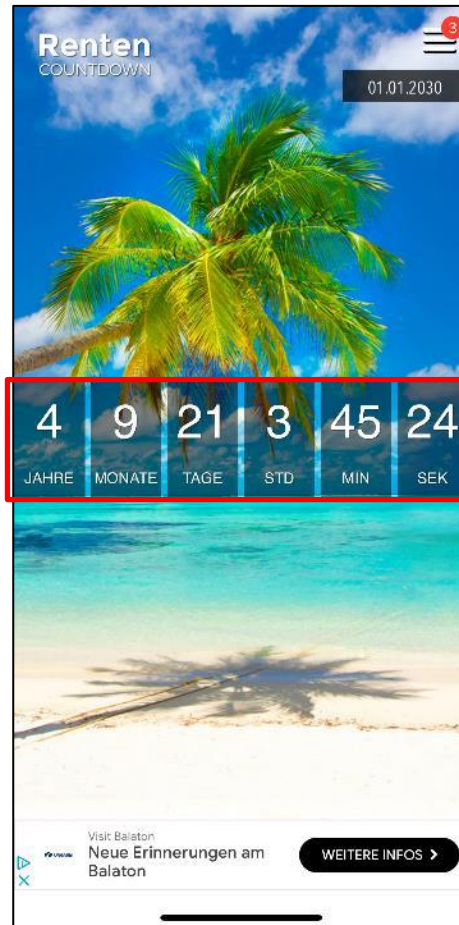 Renten
COUNTDOWN
3
01.01.2030
4 9 21 3 45 24
JAHRE MONATE TAGE STD MIN SEK
Visit Balaton
Neue Erinnerungen am
Balaton
WEITERE INFOS